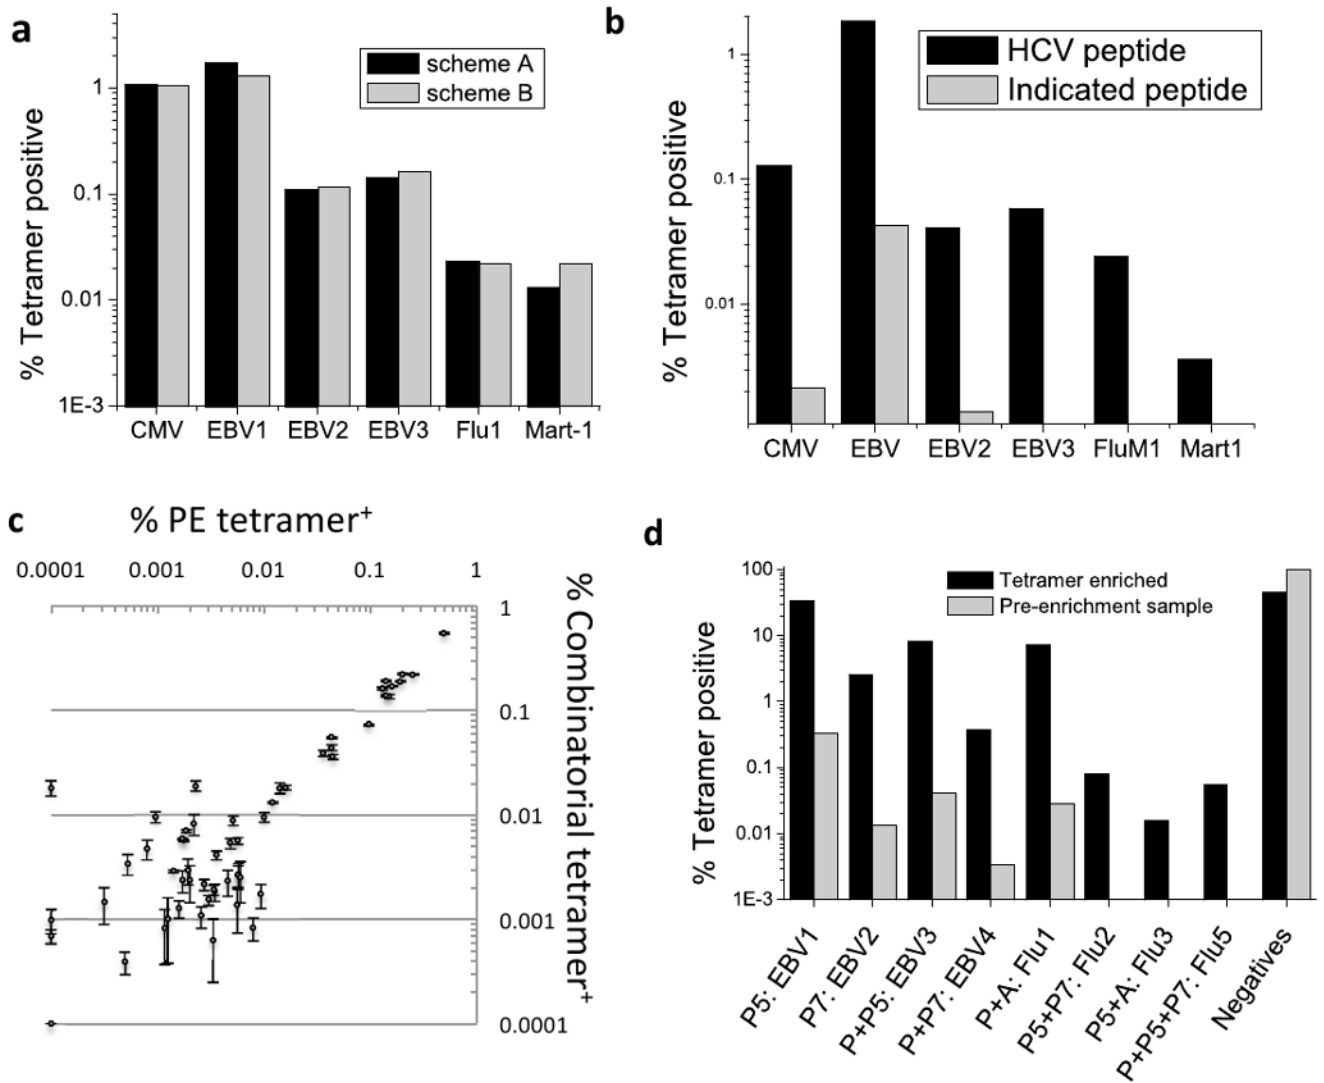 a
% Tetramer positive
1
0.1
0.01
1E-3
scheme A
scheme B
CMV EBV1 EBV2 EBV3 Flu1 Mart-1
b
% Tetramer positive
1
0.1
0.01
HCV peptide
Indicated peptide
CMV EBV EBV2 EBV3 FluM1 Mart1
c
% PE tetramer+
0.0001 0.001 0.01 0.1 1
% Combinatorial tetramer+
1
0.1
0.01
0.001
0.0001
d
% Tetramer positive
100
10
1
0.1
0.01
1E-3
Tetramer enriched
Pre-enrichment sample
P5: EBV1
P7: EBV2
P+P5: EBV3
P+P7: EBV4
P+A: Flu1
P5+P7: Flu2
P5+A: Flu3
P+P5+P7: Flu5
Negatives